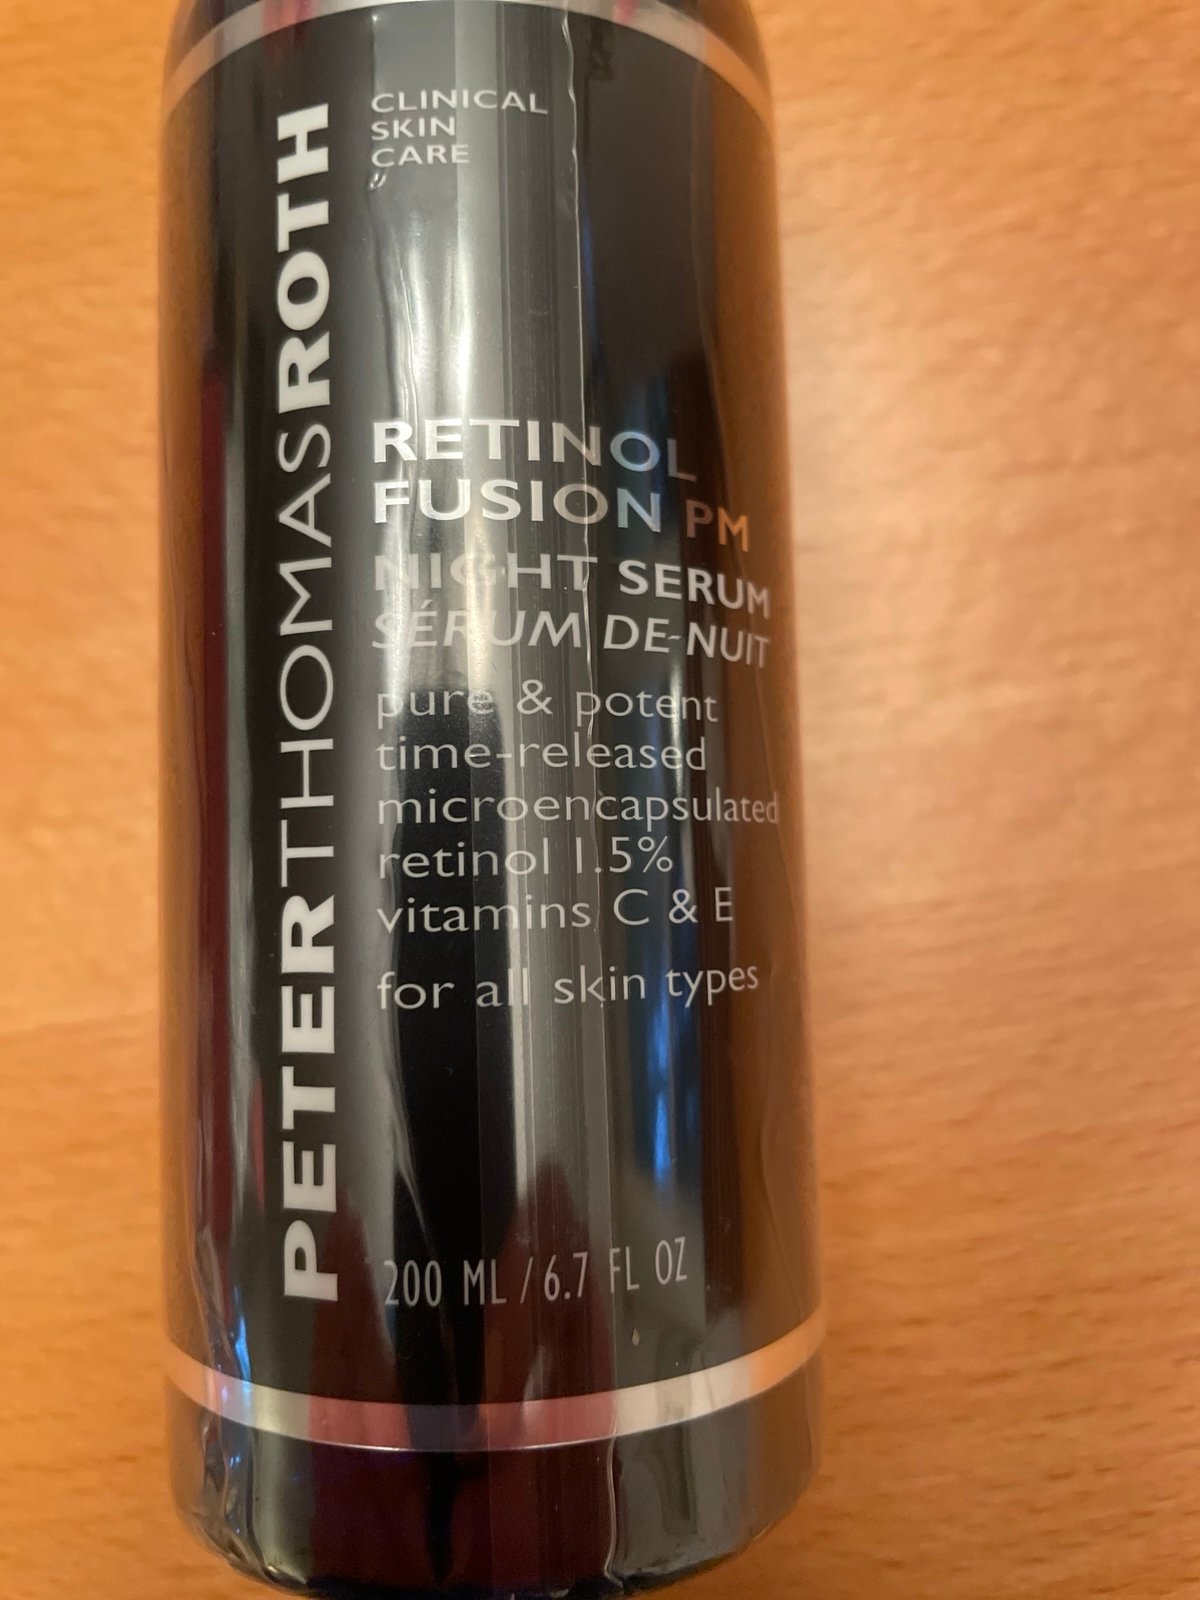 PETERTHOMASROTH
CLINICAL
SKIN
CARE
RETINOL
FUSION PM
NIGHT SERUM
SÉRUM DE NUIT
pure & potent
time-released
microencapsulated
retinol 1.5%
vitamins C & E
for all skin types
200 ML / 6.7 FL OZ